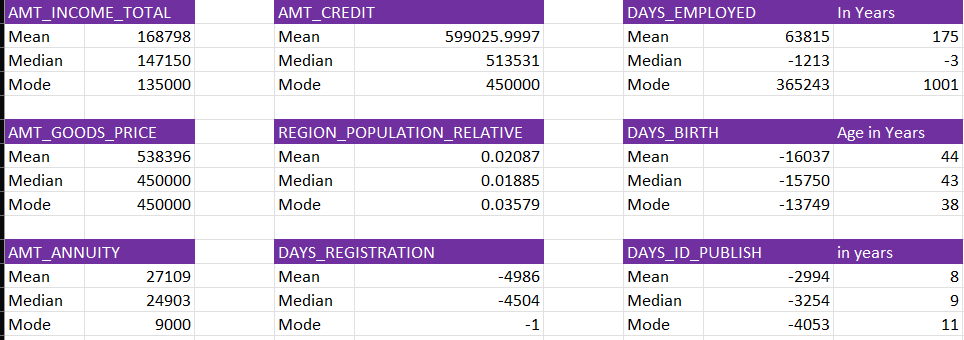 AMT_INCOME_TOTAL AMT_CREDIT DAYS_EMPLOYED In Years
Mean 168798 Mean 599025.9997 Mean 63815 175
Median 147150 Median 513531 Median -1213 -3
Mode 135000 Mode 450000 Mode 365243 1001
AMT_GOODS_PRICE REGION_POPULATION_RELATIVE DAYS_BIRTH Age in Years
Mean 538396 Mean 0.02087 Mean -16037 44
Median 450000 Median 0.01885 Median -15750 43
Mode 450000 Mode 0.03579 Mode -13749 38
AMT_ANNUITY DAYS_REGISTRATION DAYS_ID_PUBLISH in years
Mean 27109 Mean -4986 Mean -2994 8
Median 24903 Median -4504 Median -3254 9
Mode 9000 Mode -1 Mode -4053 11